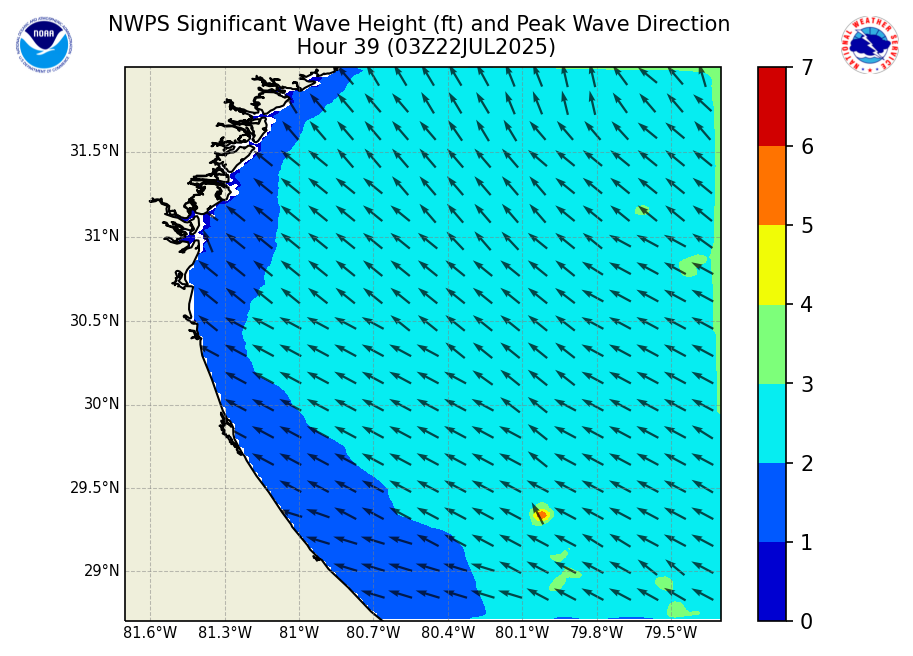 NWPS Significant Wave Height (ft) and Peak Wave Direction
Hour 39 (03Z22JUL2025)
NOAA
NATIONAL WEATHER SERVICE
31.5°N
31°N
30.5°N
30°N
29.5°N
29°N
81.6°W 81.3°W 81°W 80.7°W 80.4°W 80.1°W 79.8°W 79.5°W
7
6
5
4
3
2
1
0